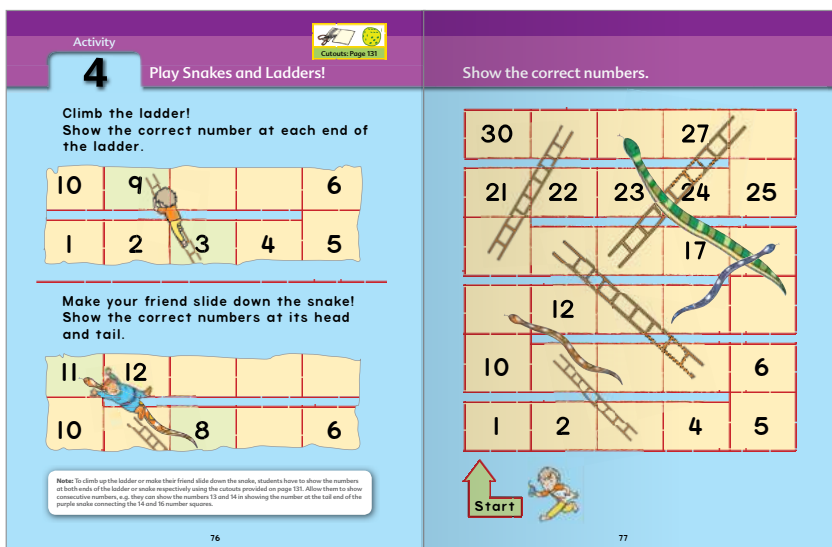 Activity
4
Play Snakes and Ladders!
Cutouts: Page 131
Climb the ladder!
Show the correct number at each end of
the ladder.
10 9 6
1 2 3 4 5
Make your friend slide down the snake!
Show the correct numbers at its head
and tail.
11 12
10 8 6
Note: To climb up the ladder or make their friend slide down the snake, students have to show the numbers
at both ends of the ladder or snake respectively using the cutouts provided on page 131. Allow them to show
consecutive numbers, e.g. they can show the numbers 13 and 14 in showing the number at the tail end of the
purple snake connecting the 14 and 16 number squares.
76
Show the correct numbers.
30 27
21 22 23 24 25
17
12
10 6
1 2 4 5
Start
77